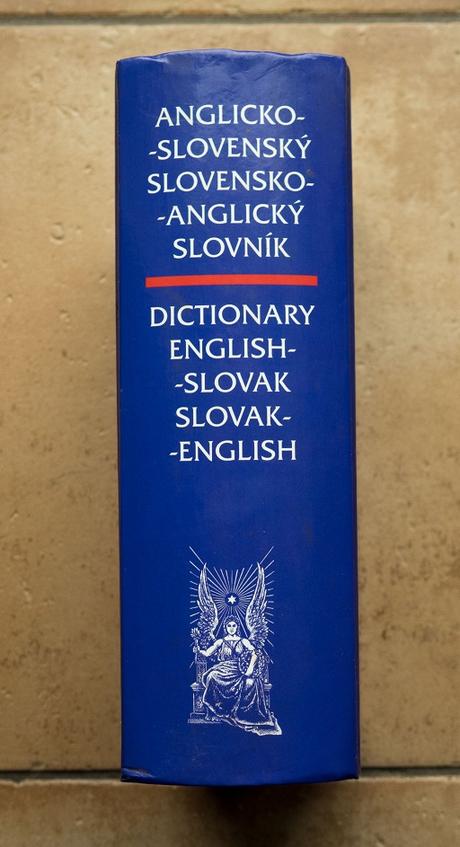 ANGLICKO-
-SLOVENSKÝ
SLOVENSKO-
-ANGLICKÝ
SLOVNÍK
DICTIONARY
ENGLISH-
-SLOVAK
SLOVAK-
-ENGLISH